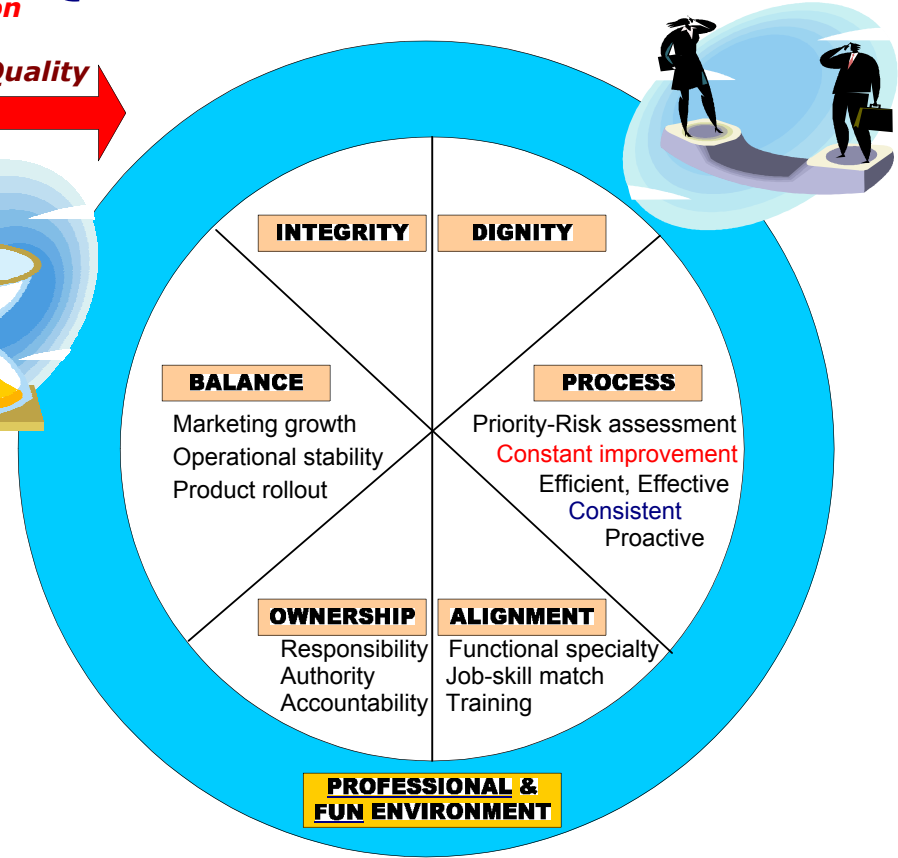 Quality
INTEGRITY
DIGNITY
BALANCE
Marketing growth
Operational stability
Product rollout
PROCESS
Priority-Risk assessment
Constant improvement
Efficient, Effective
Consistent
Proactive
OWNERSHIP
Responsibility
Authority
Accountability
ALIGNMENT
Functional specialty
Job-skill match
Training
PROFESSIONAL &
FUN ENVIRONMENT